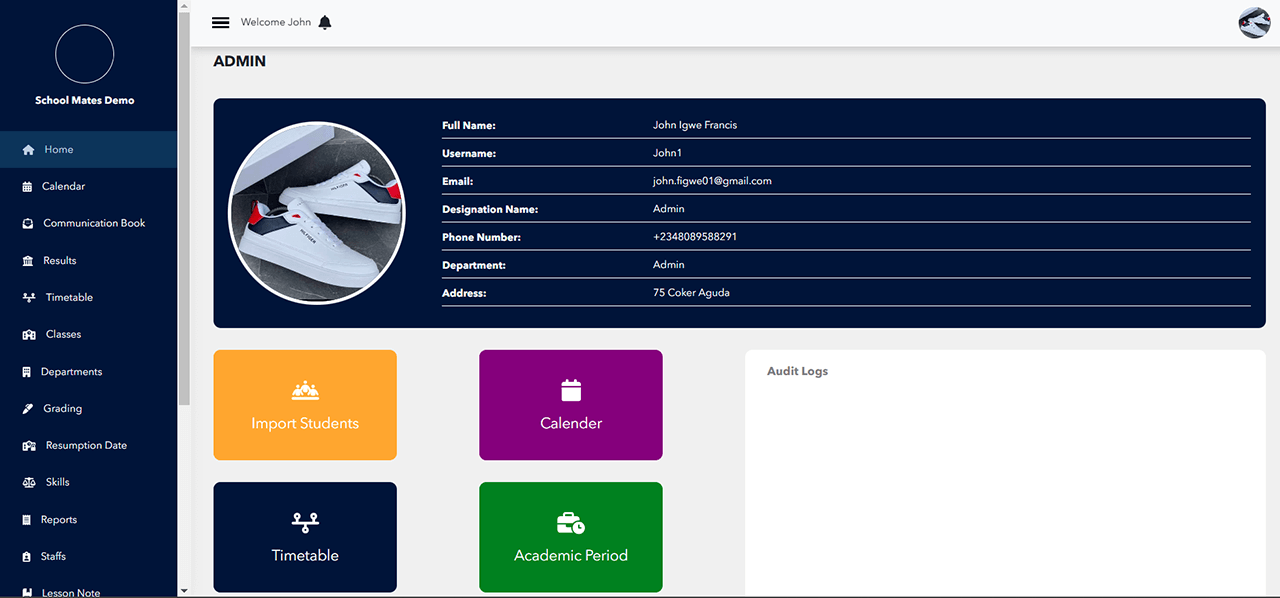 School Mates Demo
Home
Calendar
Communication Book
Results
Timetable
Classes
Departments
Grading
Resumption Date
Skills
Reports
Staffs
Lesson Note
Welcome John
ADMIN
Full Name: John Igwe Francis
Username: John1
Email: john.figwe01@gmail.com
Designation Name: Admin
Phone Number: +2348089588291
Department: Admin
Address: 75 Coker Aguda
HILFIGER
HILFIGER
Import Students
Calender
Audit Logs
Timetable
Academic Period